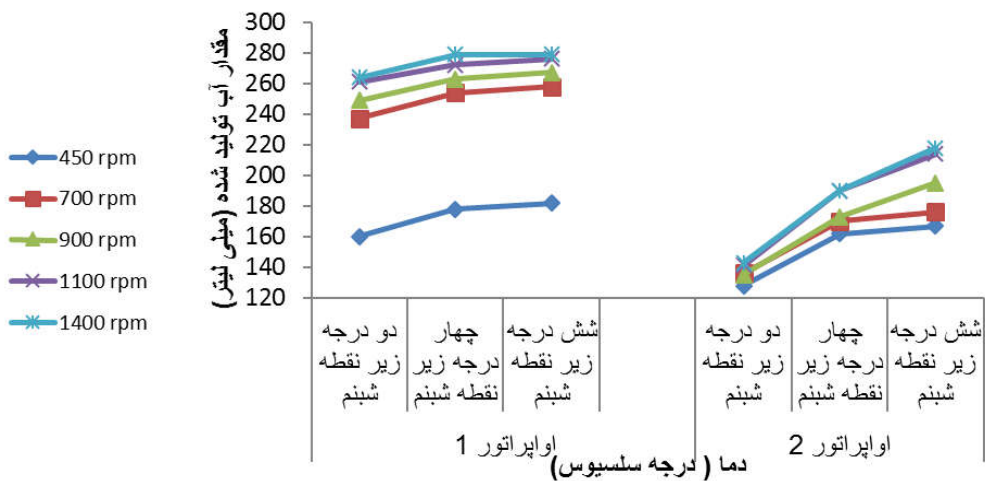 مقدار آب تولید شده (میلی لیتر)
300
280
260
240
220
200
180
160
140
120
450 rpm
700 rpm
900 rpm
1100 rpm
1400 rpm
دو درجه
زیر نقطه
شبنم
چهار
درجه زیر
نقطه شبنم
شش درجه
زیر نقطه
شبنم
دو درجه
زیر نقطه
شبنم
چهار
درجه زیر
نقطه شبنم
شش درجه
زیر نقطه
شبنم
اواپراتور 1
اواپراتور 2
دما ( درجه سلسیوس)